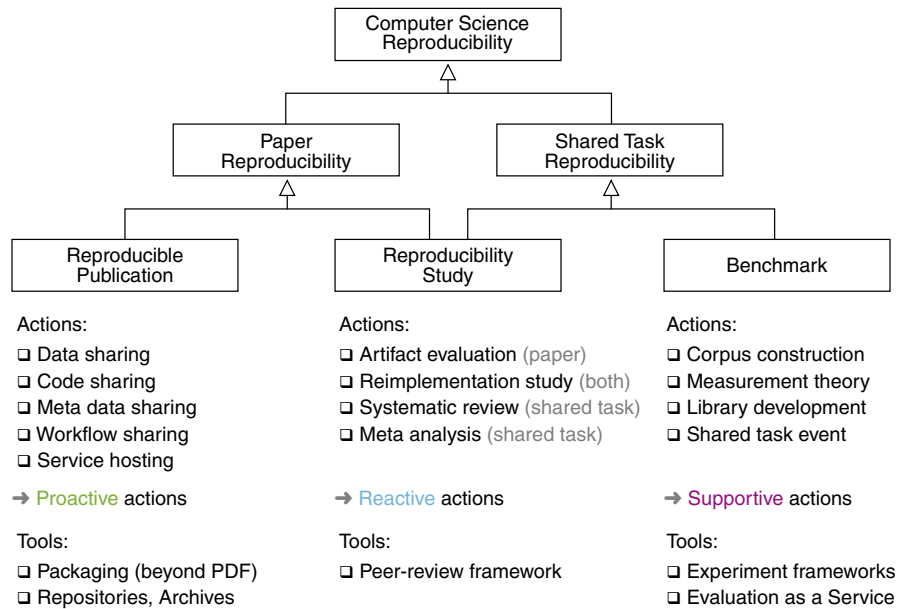 Computer Science
Reproducibility
Paper
Reproducibility
Shared Task
Reproducibility
Reproducible
Publication
Reproducibility
Study
Benchmark
Actions:
❑ Data sharing
❑ Code sharing
❑ Meta data sharing
❑ Workflow sharing
❑ Service hosting
➜ Proactive actions
Tools:
❑ Packaging (beyond PDF)
❑ Repositories, Archives
Actions:
❑ Artifact evaluation (paper)
❑ Reimplementation study (both)
❑ Systematic review (shared task)
❑ Meta analysis (shared task)
➜ Reactive actions
Tools:
❑ Peer-review framework
Actions:
❑ Corpus construction
❑ Measurement theory
❑ Library development
❑ Shared task event
➜ Supportive actions
Tools:
❑ Experiment frameworks
❑ Evaluation as a Service